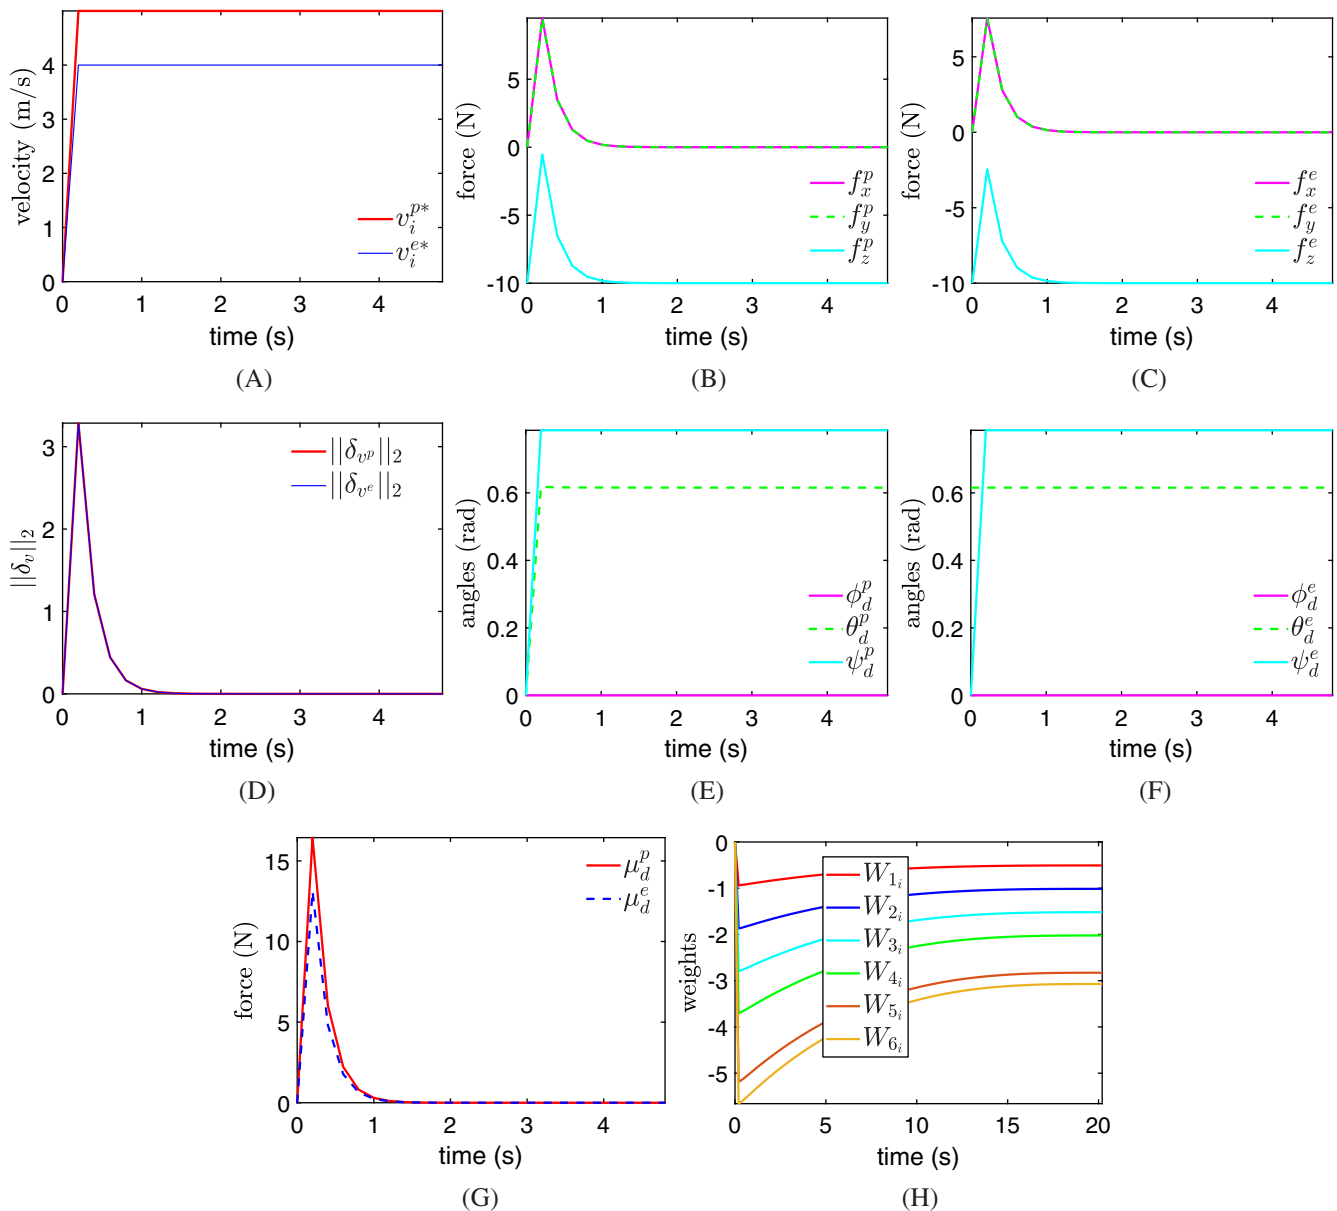 velocity (m/s)
4
3
2
1
0
0 1 2 3 4
time (s)
v_i^{p*}
v_i^{e*}
(A)
force (N)
5
0
-5
-10
0 1 2 3 4
time (s)
f_x^p
f_y^p
f_z^p
(B)
force (N)
5
0
-5
-10
0 1 2 3 4
time (s)
f_x^e
f_y^e
f_z^e
(C)
||δ_v||_2
3
2
1
0
0 1 2 3 4
time (s)
||δ_{v^p}||_2
||δ_{v^e}||_2
(D)
angles (rad)
0.6
0.4
0.2
0
0 1 2 3 4
time (s)
ϕ_d^p
θ_d^p
ψ_d^p
(E)
angles (rad)
0.6
0.4
0.2
0
0 1 2 3 4
time (s)
ϕ_d^e
θ_d^e
ψ_d^e
(F)
force (N)
15
10
5
0
0 1 2 3 4
time (s)
μ_d^p
μ_d^e
(G)
weights
0
-1
-2
-3
-4
-5
0 5 10 15 20
time (s)
W_{1_i}
W_{2_i}
W_{3_i}
W_{4_i}
W_{5_i}
W_{6_i}
(H)